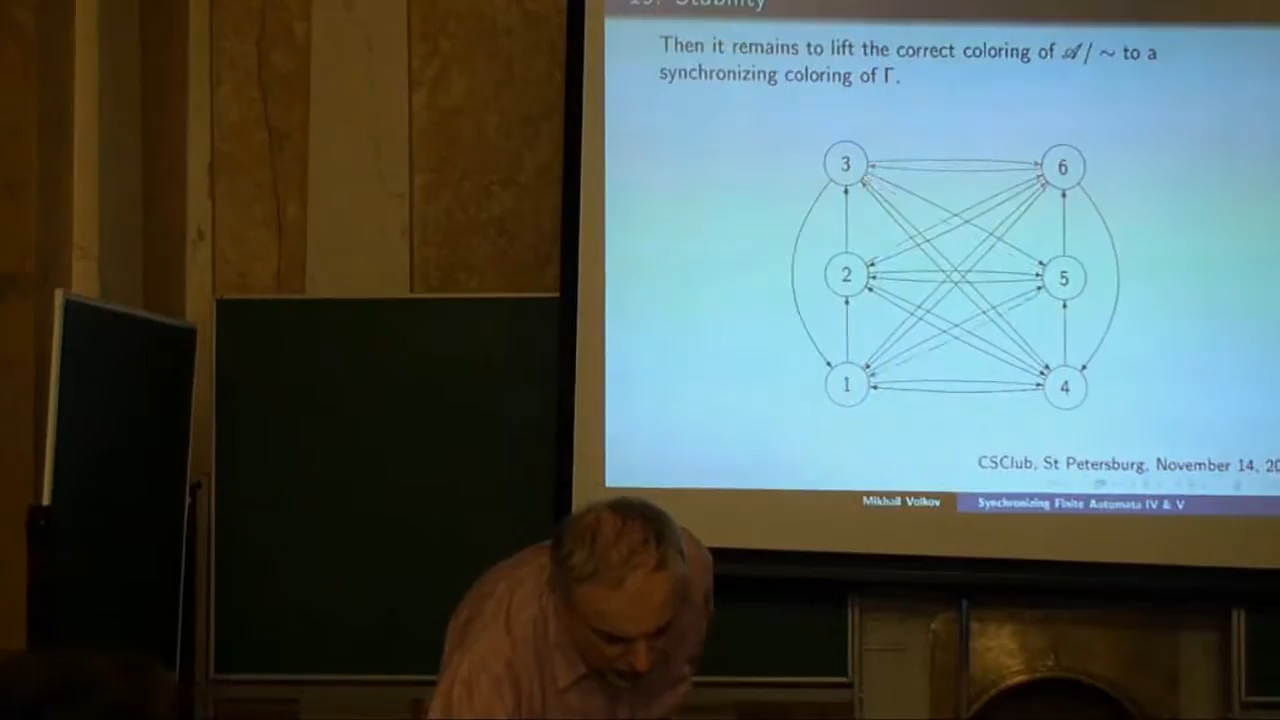 Then it remains to lift the correct coloring of 𝒜/ ~ to a
synchronizing coloring of Γ.
3
6
2
5
1
4
CSClub, St Petersburg, November 14, 20
Mikhail Volkov
Synchronizing Finite Automata IV & V